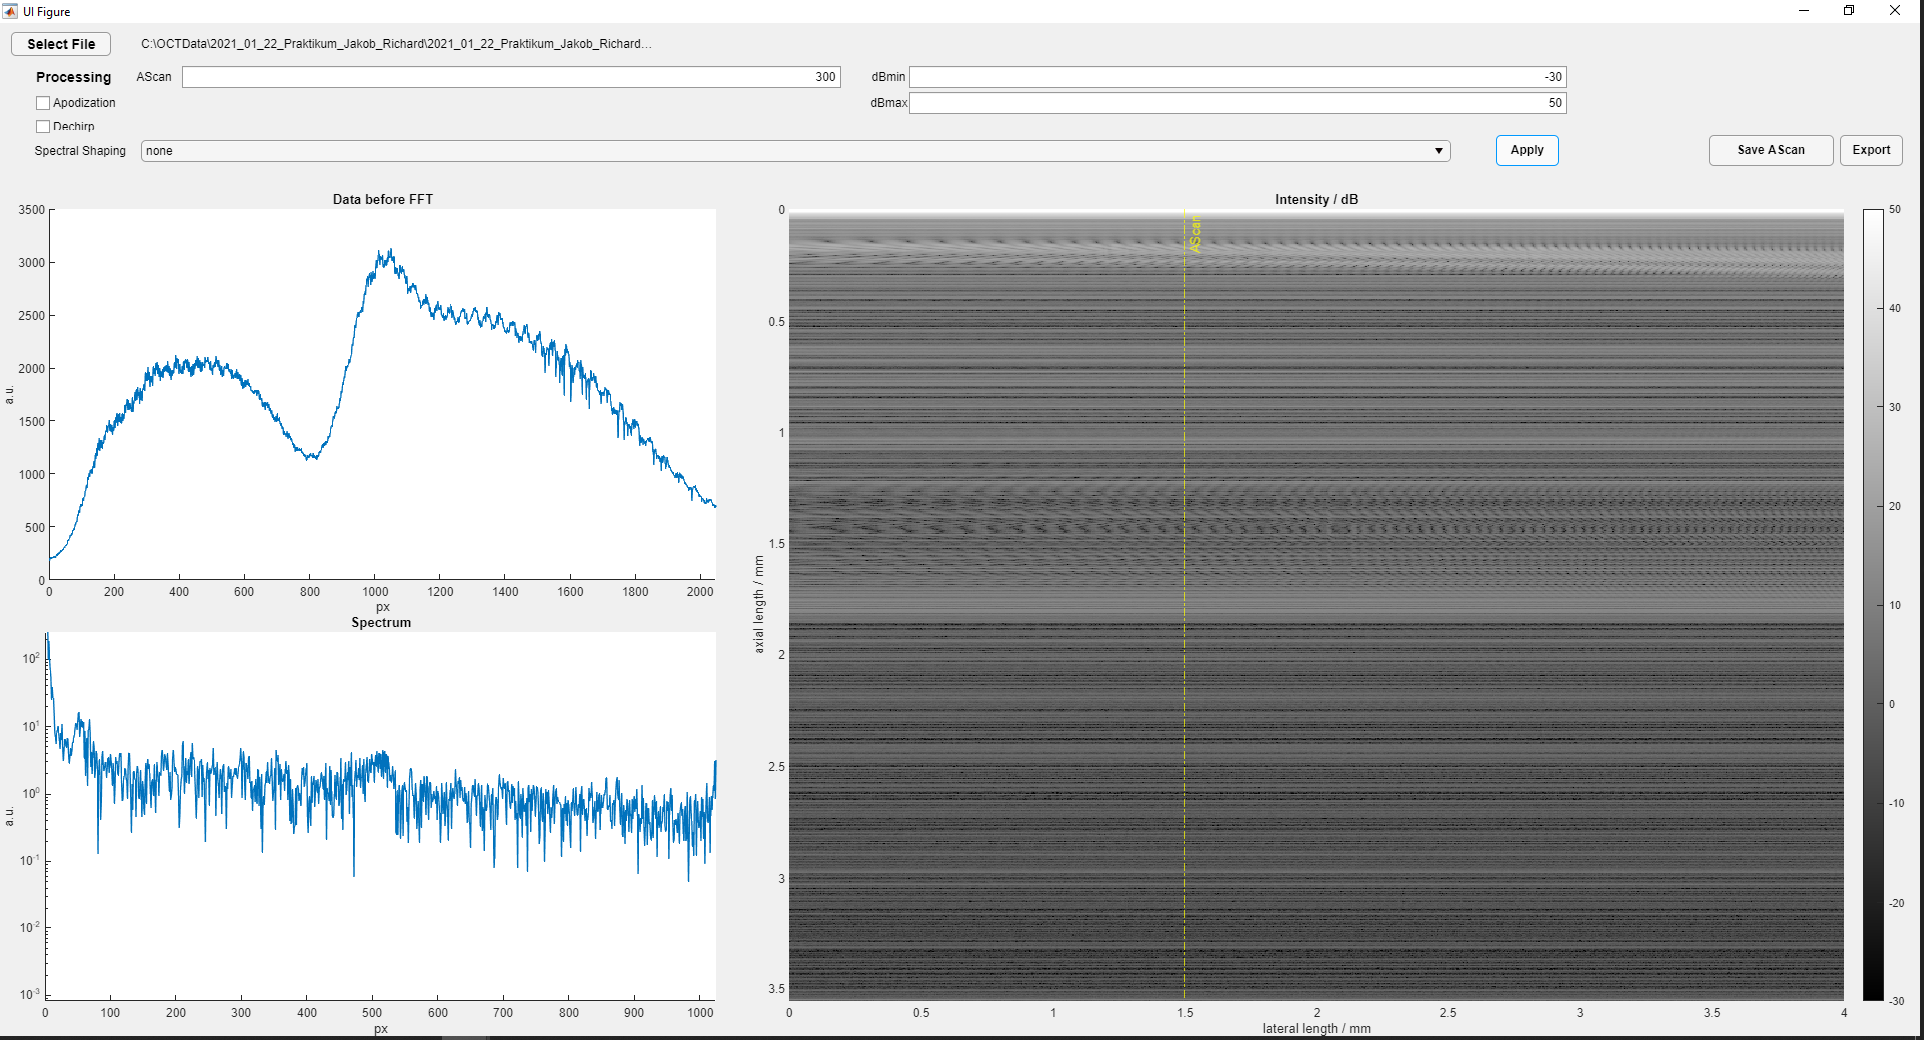 UI Figure
Select File
C:\OCTData\2021_01_22_Praktikum_Jakob_Richard\2021_01_22_Praktikum_Jakob_Richard...
Processing
AScan
300
dBmin
-30
Apodization
dBmax
50
Dechirp
Spectral Shaping
none
Apply
Save AScan
Export
Data before FFT
3500
3000
2500
2000
1500
1000
500
0
a.u.
0 200 400 600 800 1000 1200 1400 1600 1800 2000
px
Spectrum
10^2
10^1
10^0
10^-1
10^-2
10^-3
a.u.
0 100 200 300 400 500 600 700 800 900 1000
px
Intensity / dB
AScan
0
0.5
1
1.5
2
2.5
3
3.5
axial length / mm
0 0.5 1 1.5 2 2.5 3 3.5 4
lateral length / mm
50
40
30
20
10
0
-10
-20
-30